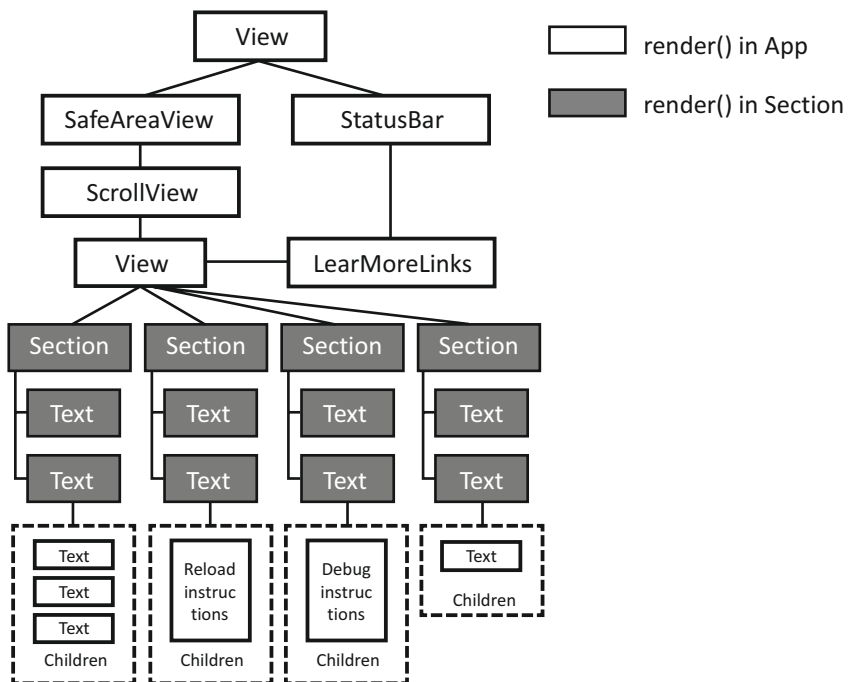 View
render() in App
SafeAreaView
StatusBar
render() in Section
ScrollView
View
LearMoreLinks
Section
Section
Section
Section
Text
Text
Text
Text
Text
Text
Text
Text
Text
Text
Text
Children
Reload
instruc
tions
Children
Debug
instruc
tions
Children
Text
Children